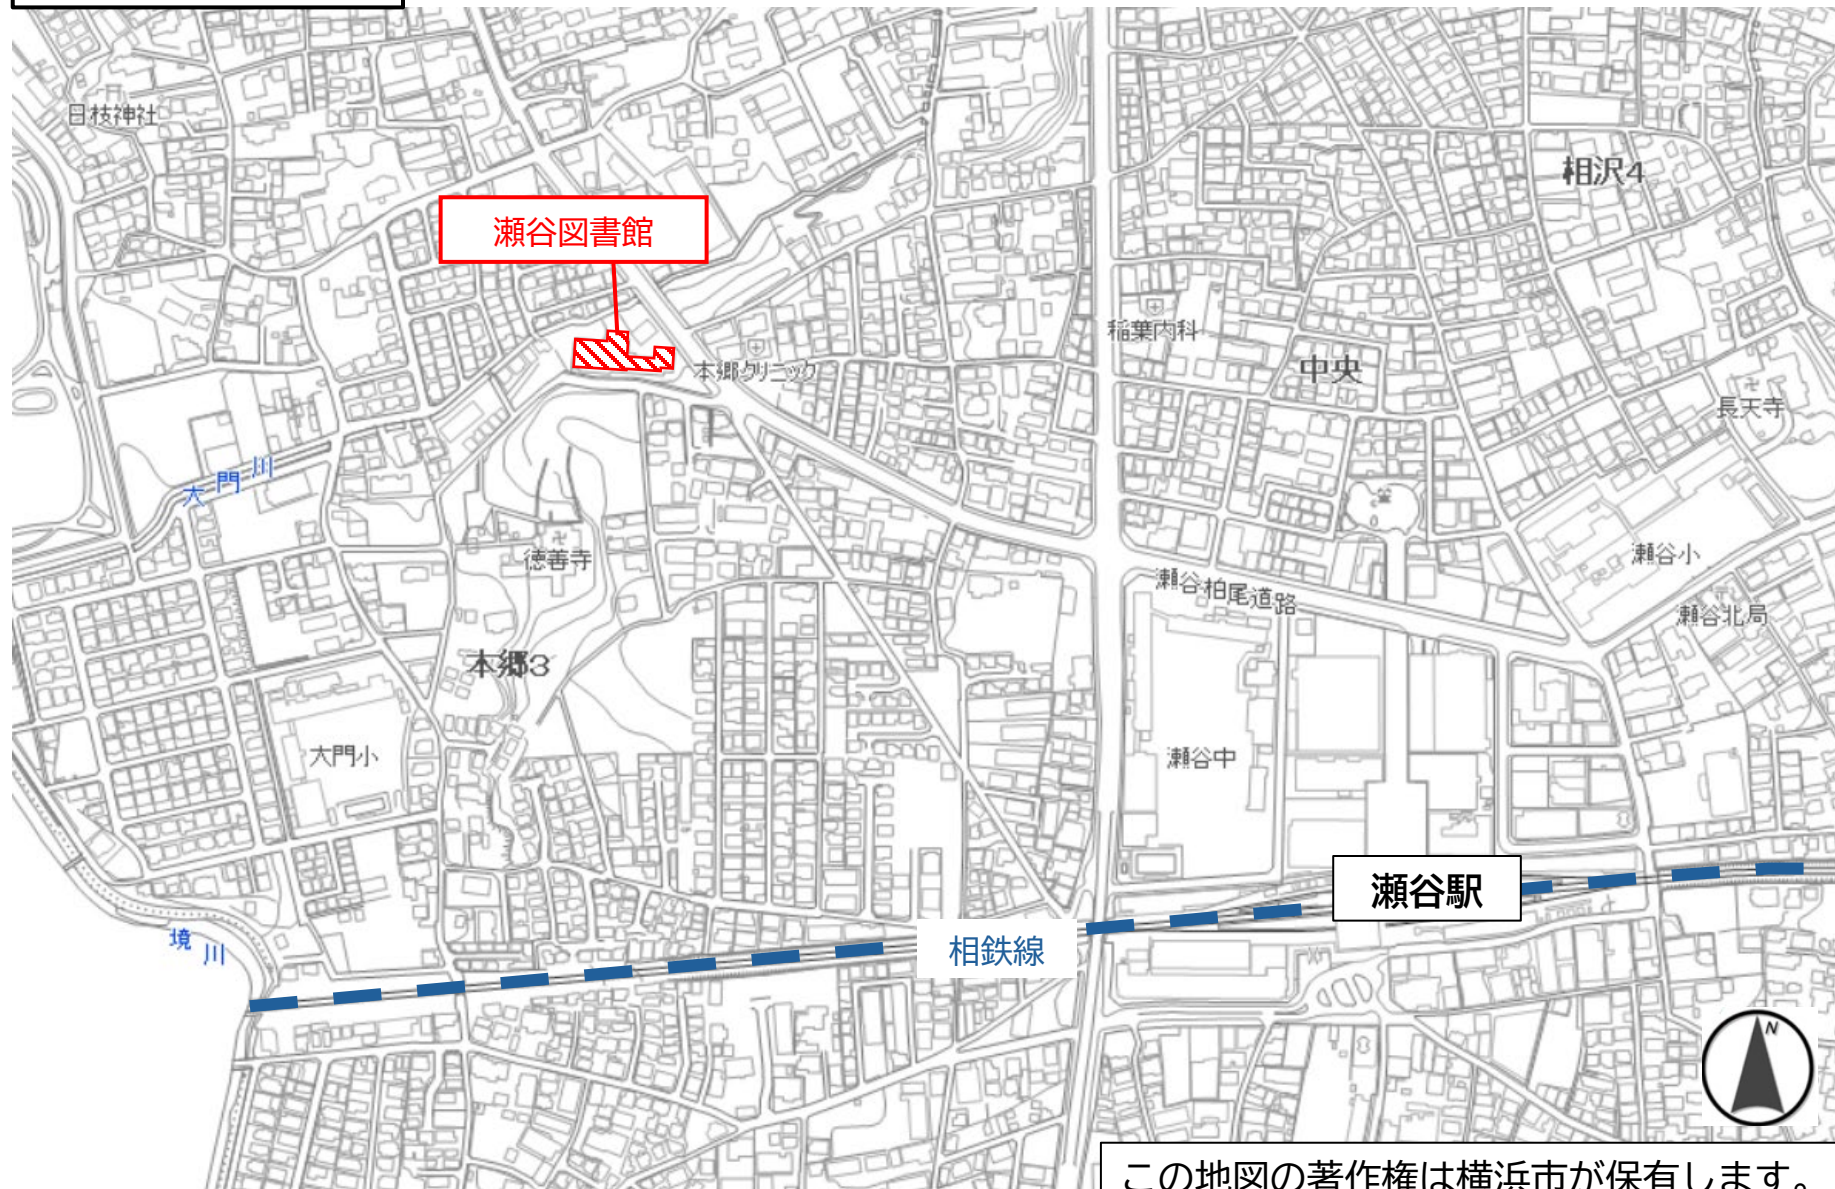 日枝神社
相沢4
瀬谷図書館
稲葉内科
本郷クリニック
中央
長天寺
大門川
徳善寺
瀬谷小
瀬谷柏尾道路
瀬谷北局
本郷3
大門小
瀬谷中
瀬谷駅
境川
相鉄線
N
この地図の著作権は横浜市が保有します。